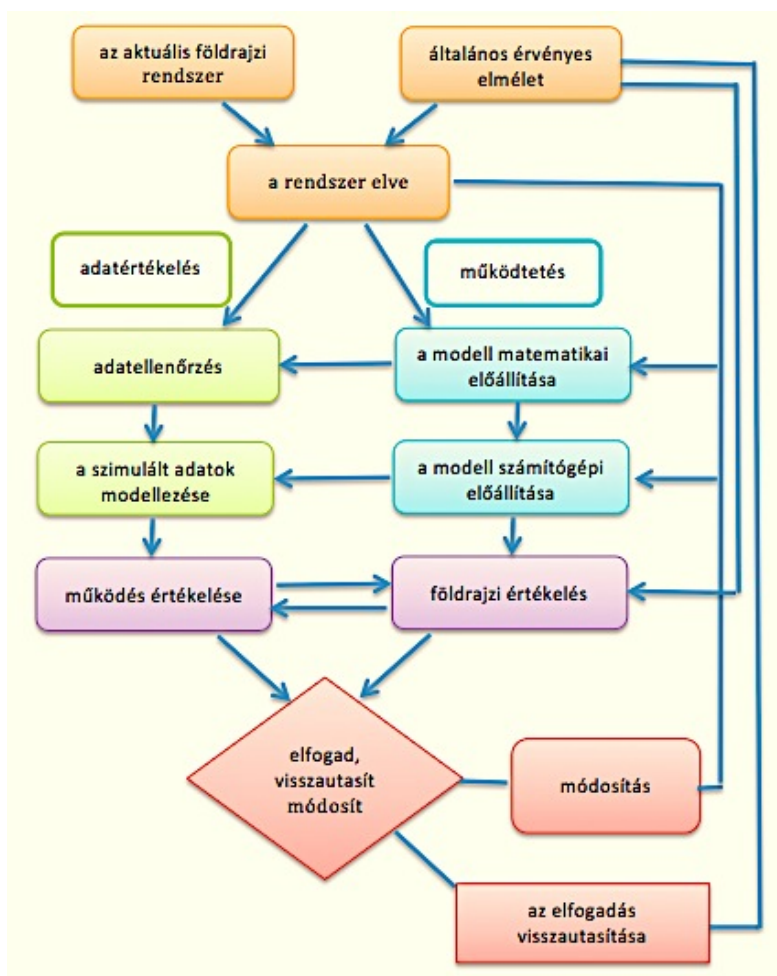 az aktuális földrajzi
rendszer
általános érvényes
elmélet
a rendszer elve
adatértékelés
működtetés
adatellenőrzés
a modell matematikai
előállítása
a szimulált adatok
modellezése
a modell számítógépi
előállítása
működés értékelése
földrajzi értékelés
elfogad,
visszautasít
módosít
módosítás
az elfogadás
visszautasítása